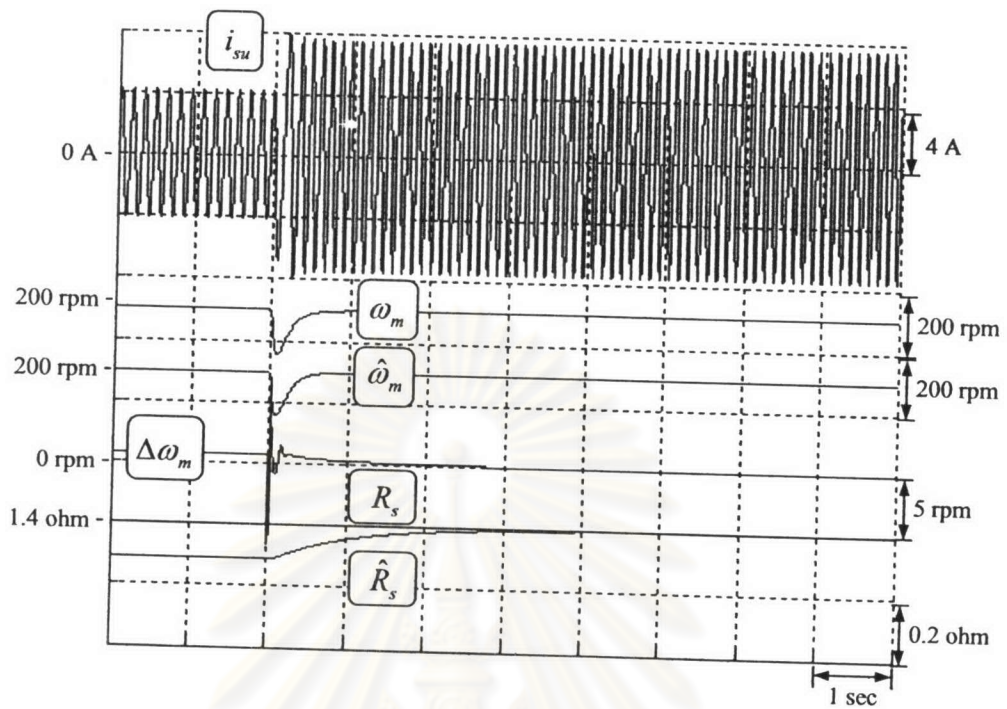 i_su
0 A
4 A
200 rpm
ω_m
200 rpm
200 rpm
ω̂_m
200 rpm
Δω_m
0 rpm
R_s
5 rpm
1.4 ohm
R̂_s
0.2 ohm
1 sec